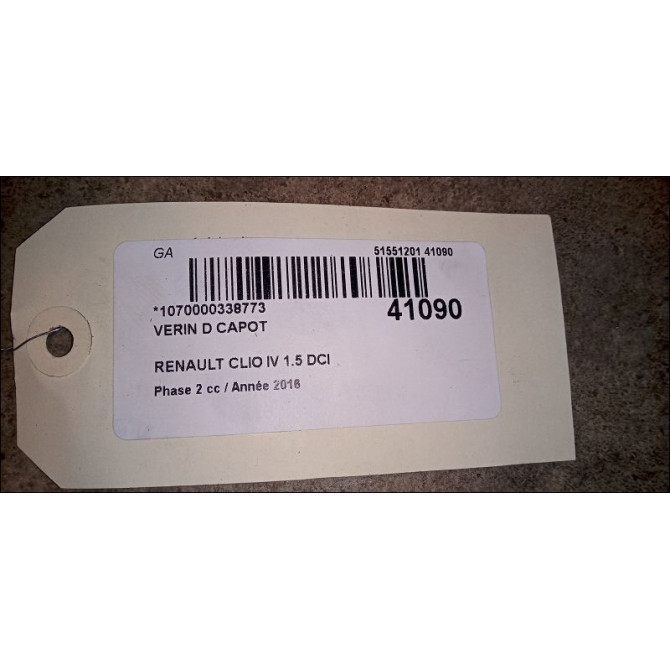 GA 51551201 41090
*1070000338773 41090
VERIN D CAPOT
RENAULT CLIO IV 1.5 DCI
Phase 2 cc / Année 2016